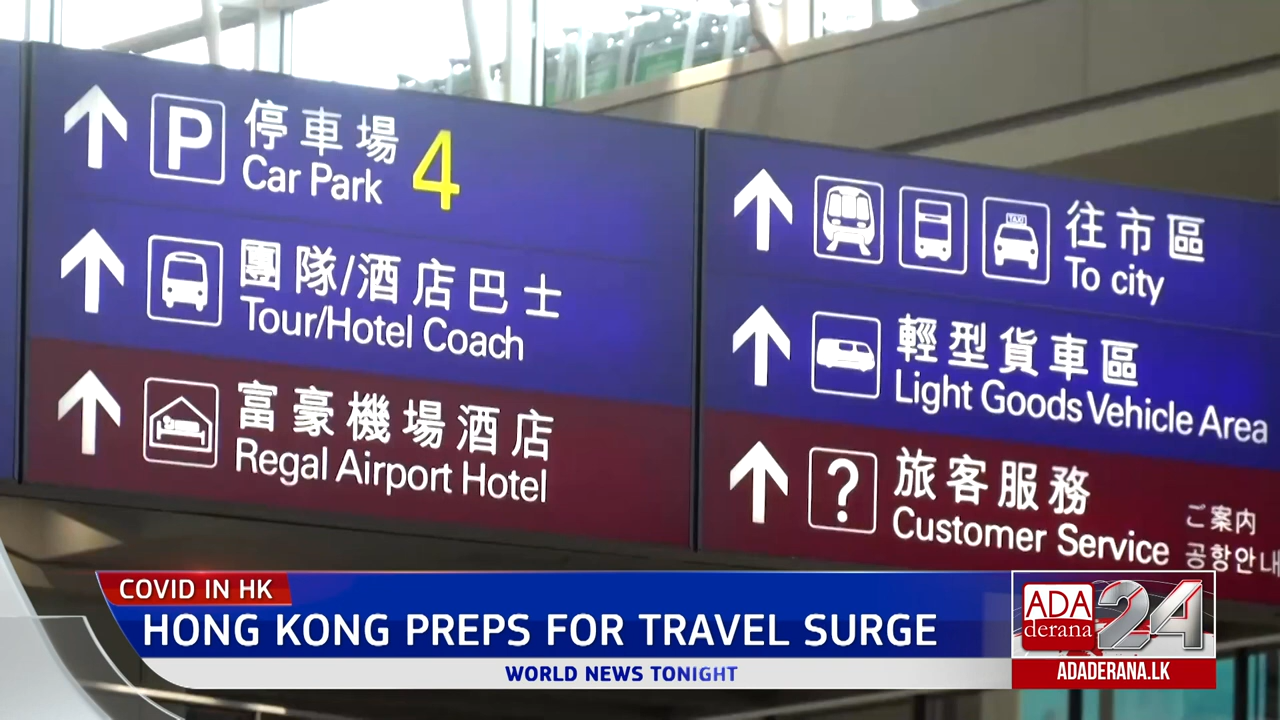 P 停車場 4
Car Park
團隊/酒店巴士
Tour/Hotel Coach
富豪機場酒店
Regal Airport Hotel
TAXI 往市區
To city
輕型貨車區
Light Goods Vehicle Area
? 旅客服務
Customer Service
ご案内
공항안내
COVID IN HK
HONG KONG PREPS FOR TRAVEL SURGE
WORLD NEWS TONIGHT
ADA
derana
24
ADADERANA.LK